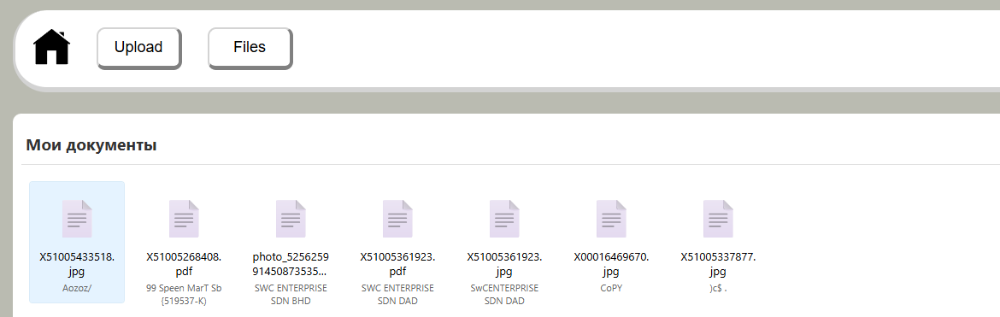 Upload
Files
Мои документы
X51005433518.
jpg
Aozoz/
X51005268408.
pdf
99 Speen MarT Sb
(519537-K)
photo_5256259
91450873535...
SWC ENTERPRISE
SDN BHD
X51005361923.
pdf
SWC ENTERPRISE
SDN DAD
X51005361923.
jpg
SwCENTERPRISE
SDN DAD
X00016469670.
jpg
CoPY
X51005337877.
jpg
)c$ .